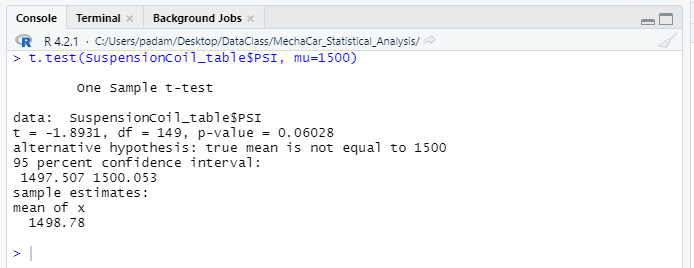 Console Terminal Background Jobs
R 4.2.1 · C:/Users/padam/Desktop/DataClass/MechaCar_Statistical_Analysis/
> t.test(SuspensionCoil_table$PSI, mu=1500)
One Sample t-test
data:  SuspensionCoil_table$PSI
t = -1.8931, df = 149, p-value = 0.06028
alternative hypothesis: true mean is not equal to 1500
95 percent confidence interval:
1497.507 1500.053
sample estimates:
mean of x
1498.78
>